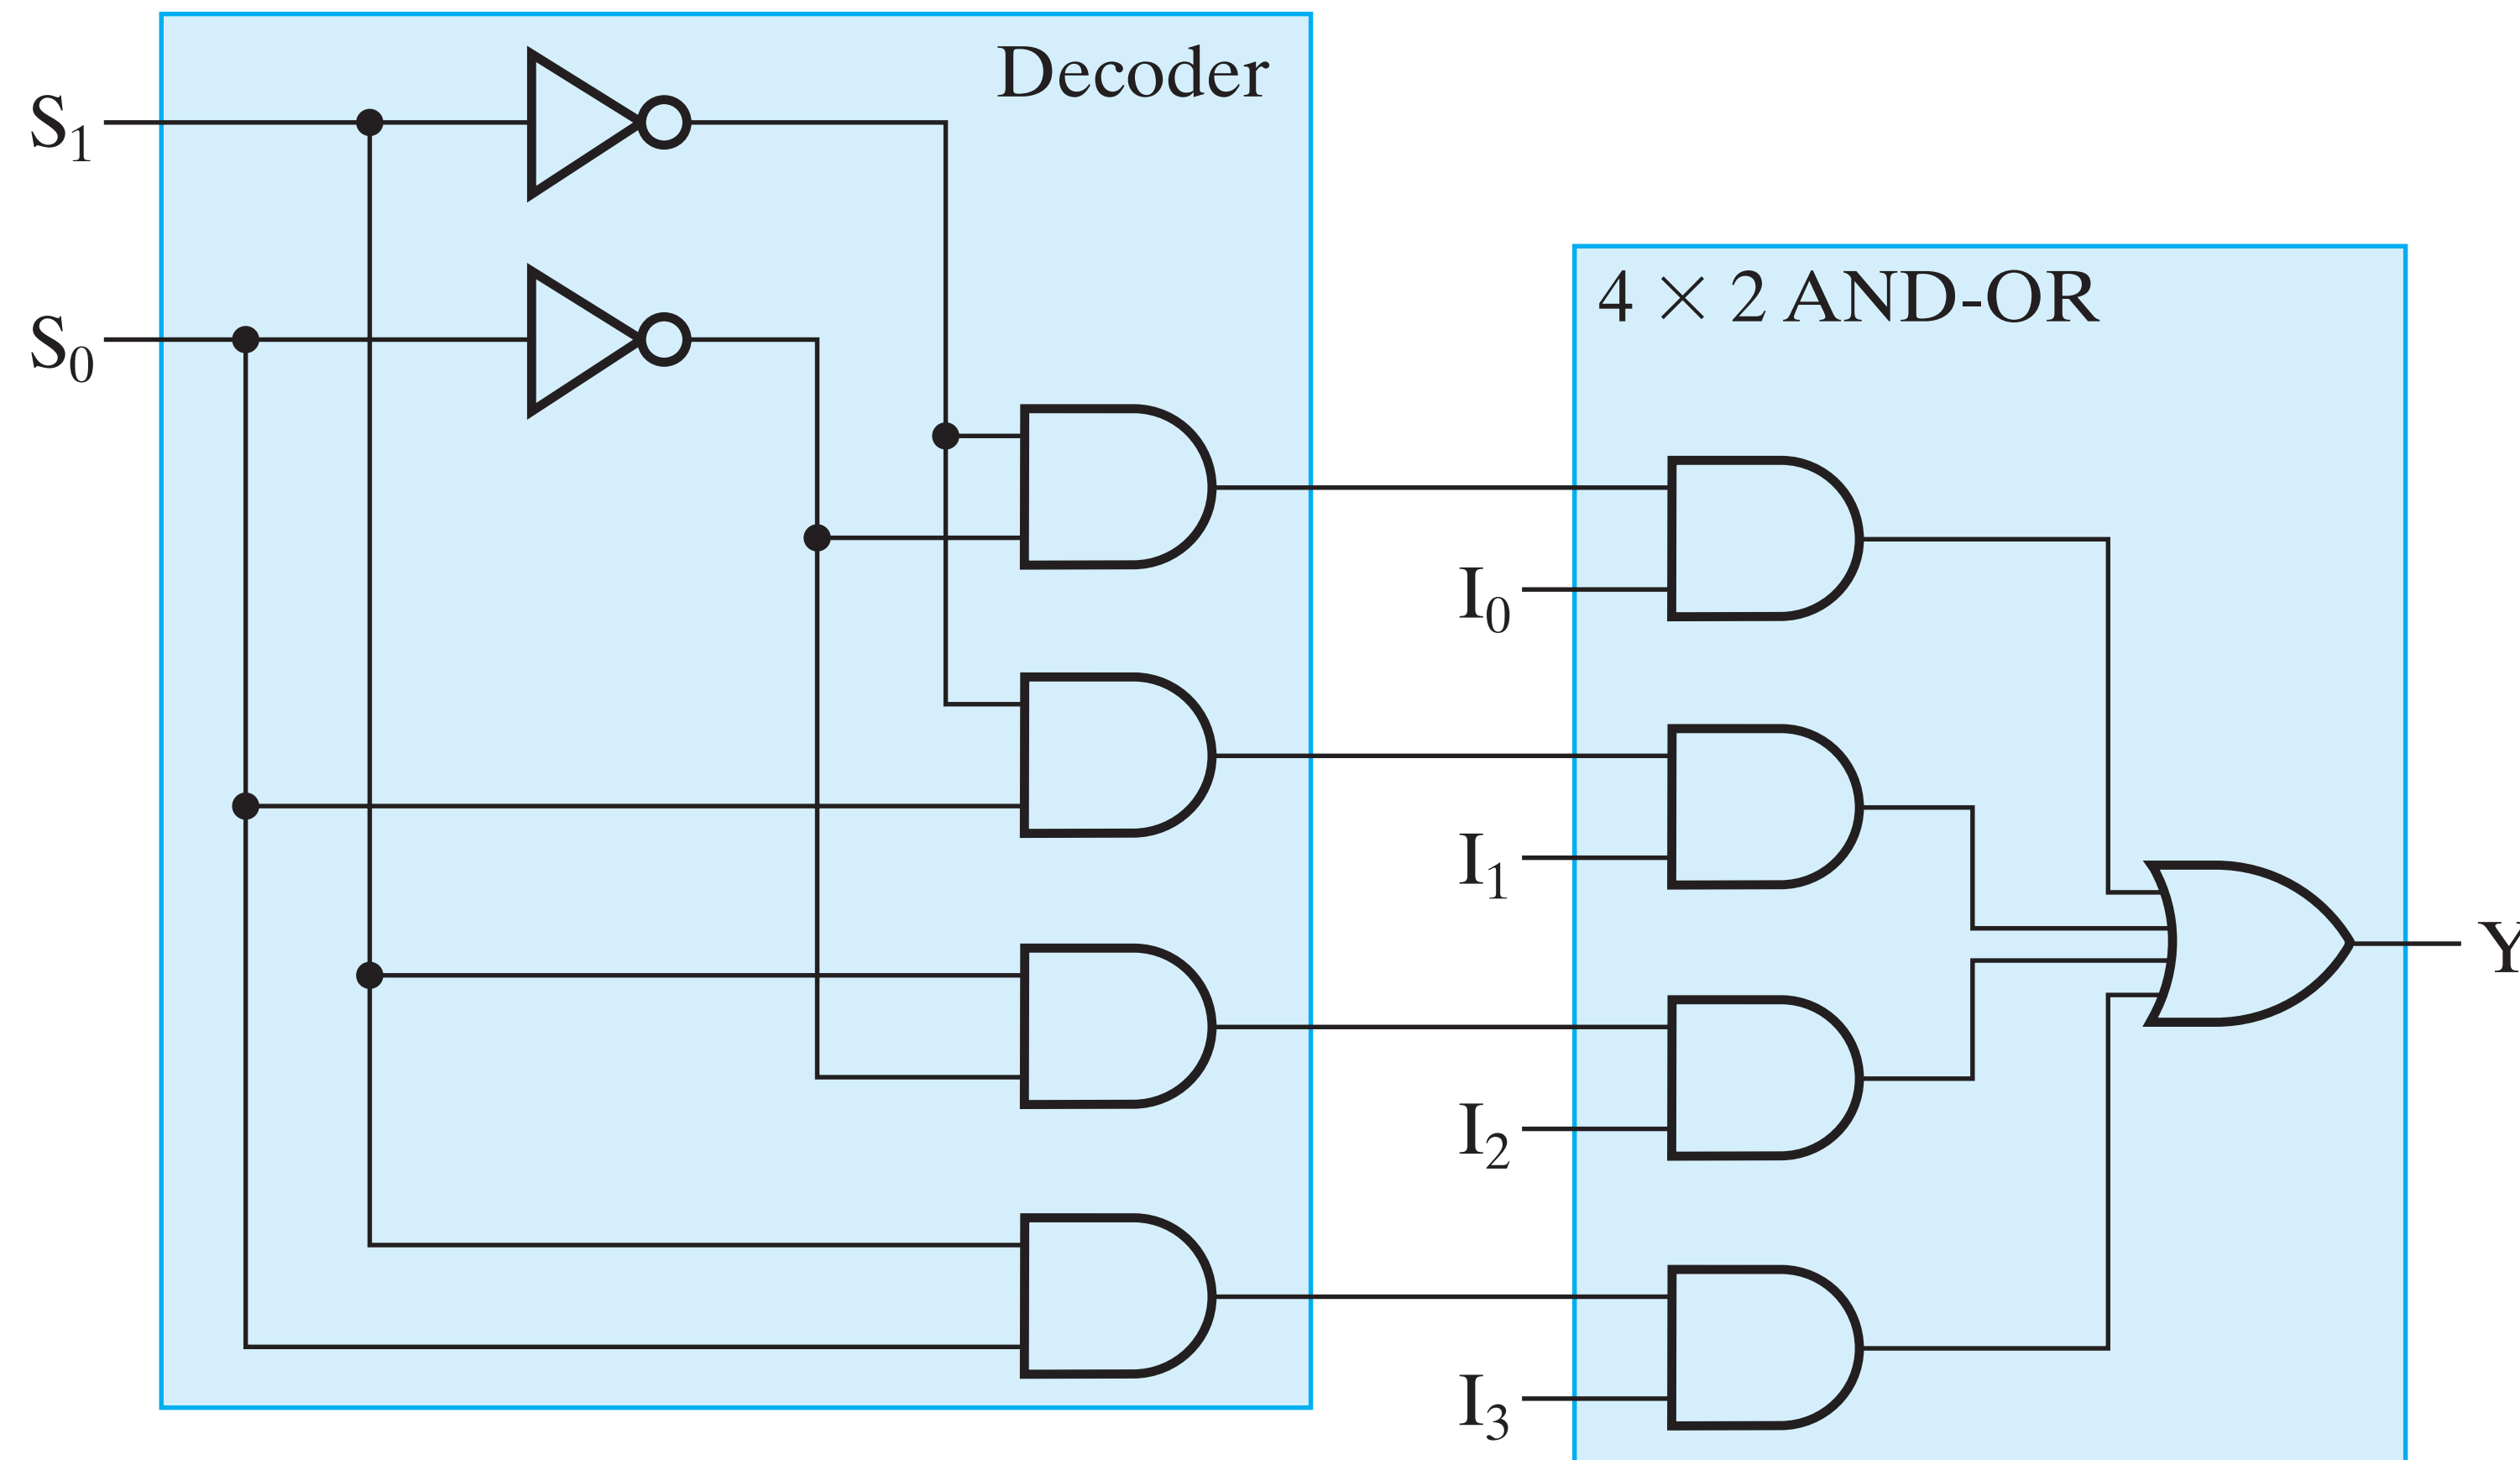 Decoder
S1
4 × 2 AND-OR
S0
I0
I1
Y
I2
I3